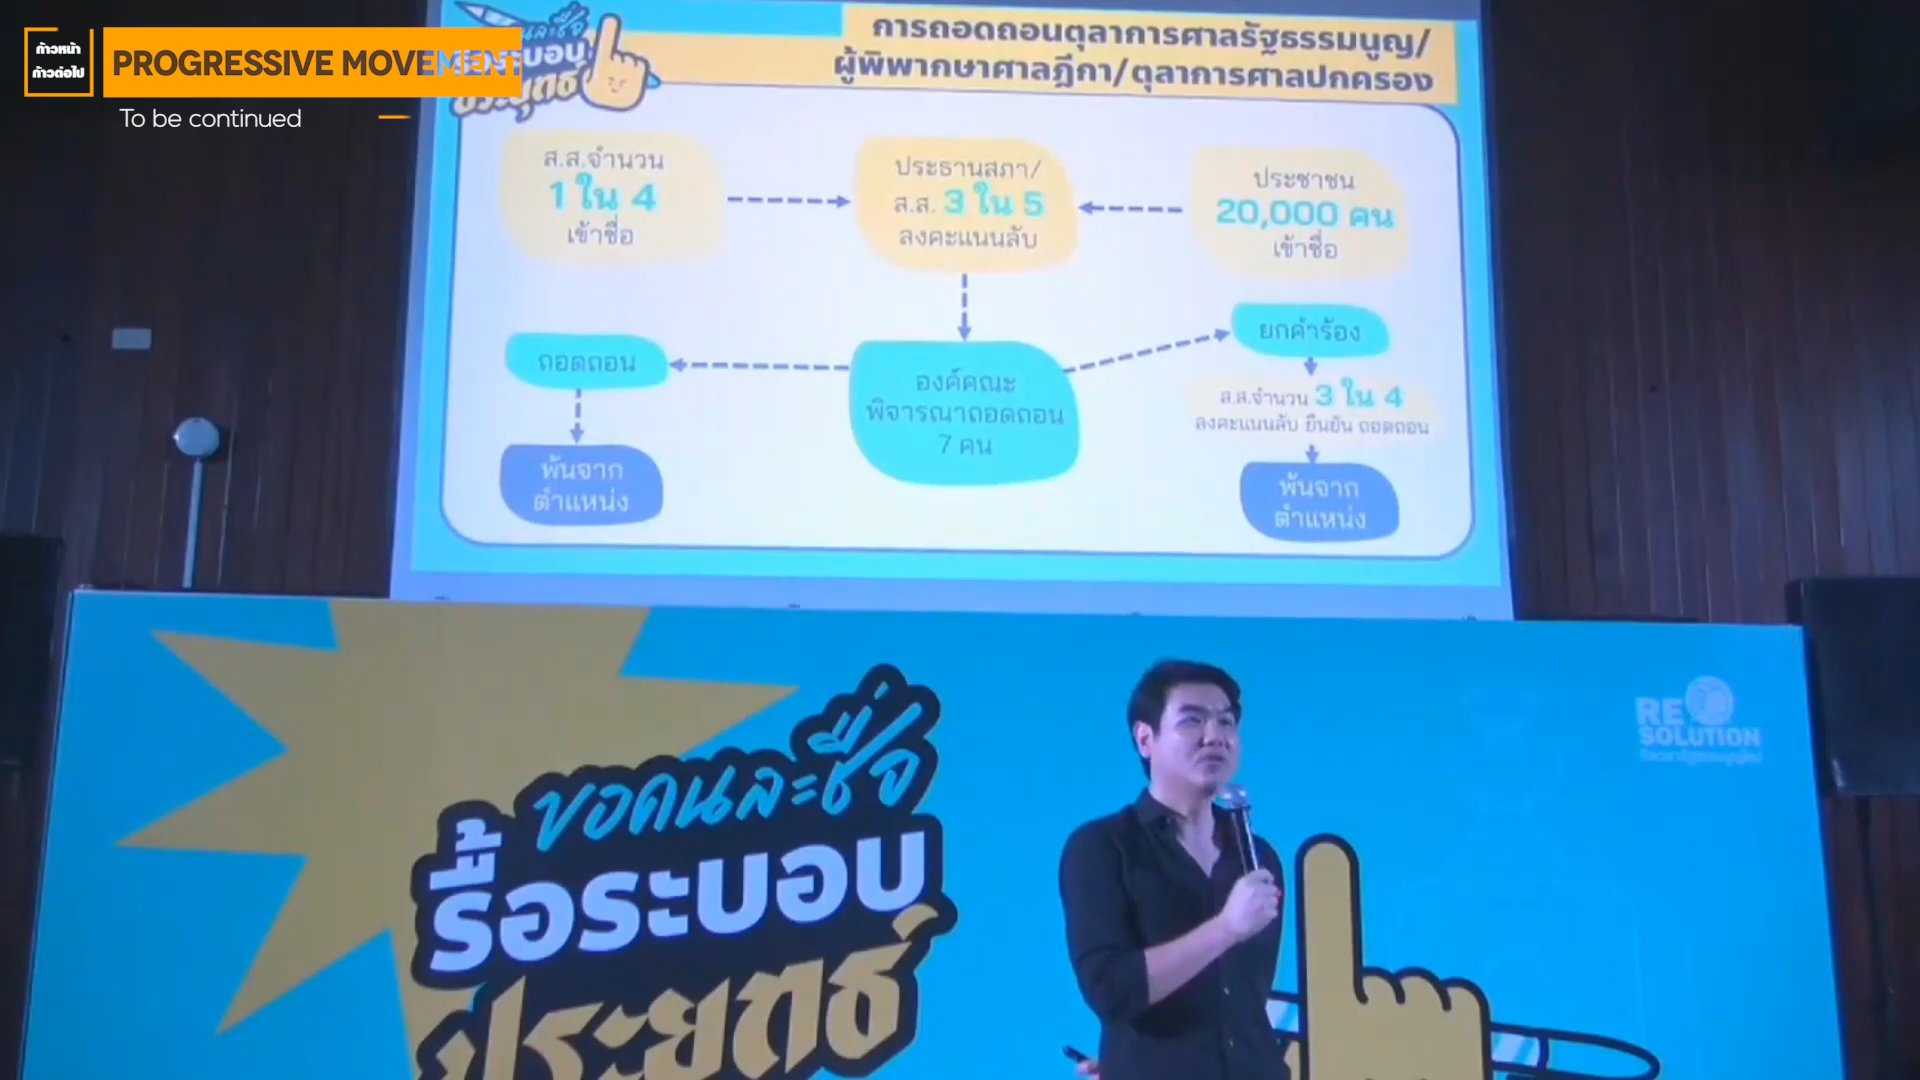 ก้าวหน้า
ก้าวต่อไป
PROGRESSIVE MOVEMENT
To be continued
การถอดถอนตุลาการศาลรัฐธรรมนูญ/
ผู้พิพากษาศาลฎีกา/ตุลาการศาลปกครอง
ส.ส.จำนวน
1 ใน 4
เข้าชื่อ
ประธานสภา/
ส.ส. 3 ใน 5
ลงคะแนนลับ
ประชาชน
20,000 คน
เข้าชื่อ
ถอดถอน
องค์คณะ
พิจารณาถอดถอน
7 คน
ยกคำร้อง
ส.ส.จำนวน 3 ใน 4
ลงคะแนนลับ ยืนยัน ถอดถอน
พ้นจาก
ตำแหน่ง
พ้นจาก
ตำแหน่ง
ขอคนละชื่อ
รื้อระบอบ
ประยุทธ์
RE
SOLUTION